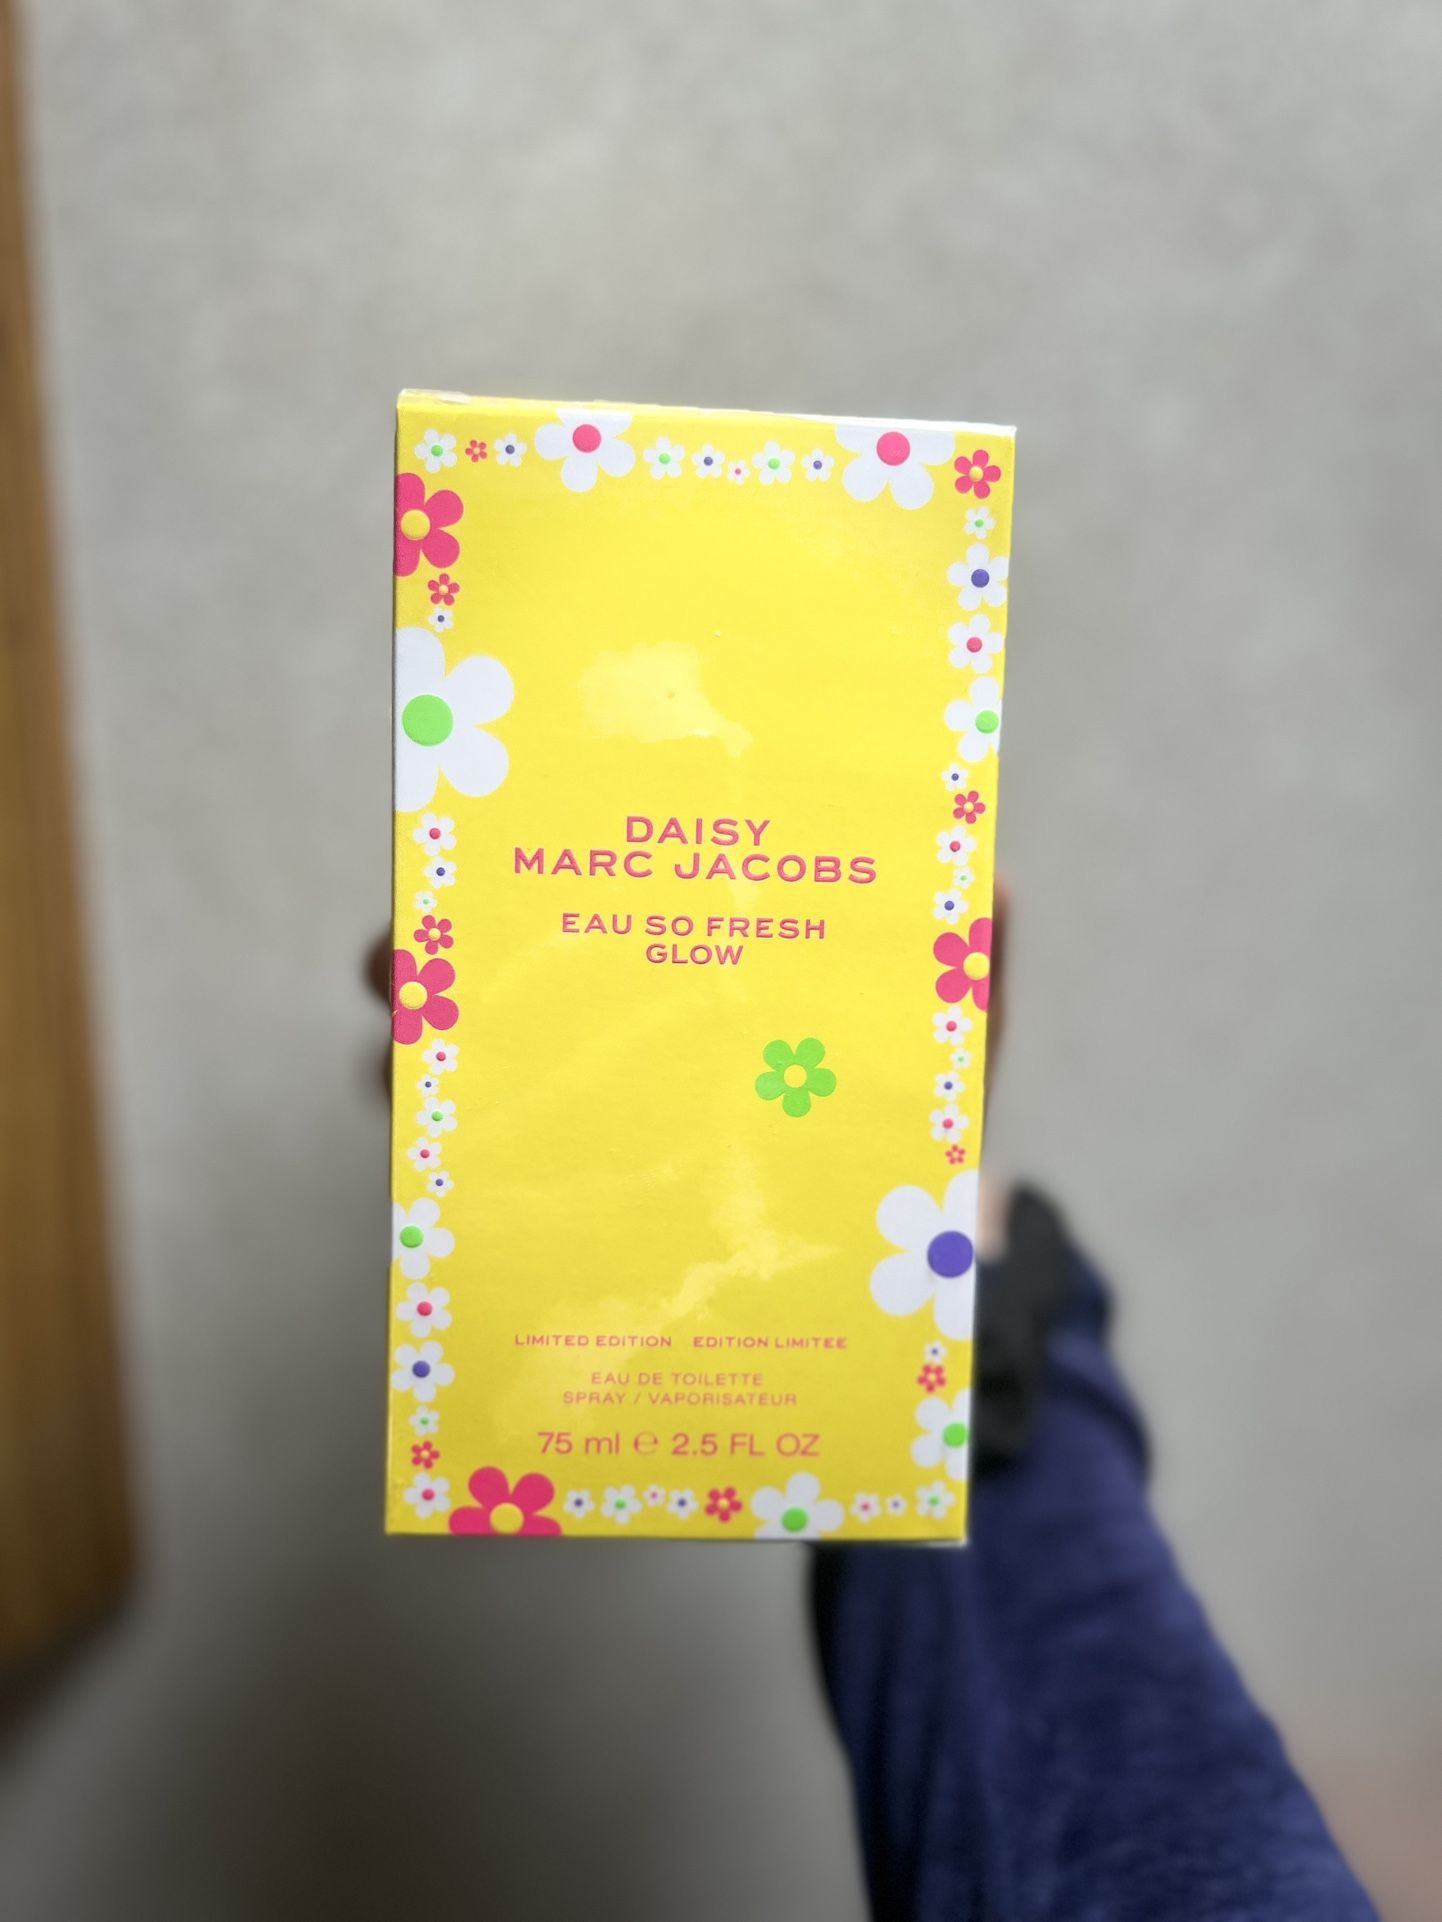 DAISY
MARC JACOBS
EAU SO FRESH
GLOW
LIMITED EDITION EDITION LIMITEE
EAU DE TOILETTE
SPRAY / VAPORISATEUR
75 ml ℮ 2.5 FL OZ